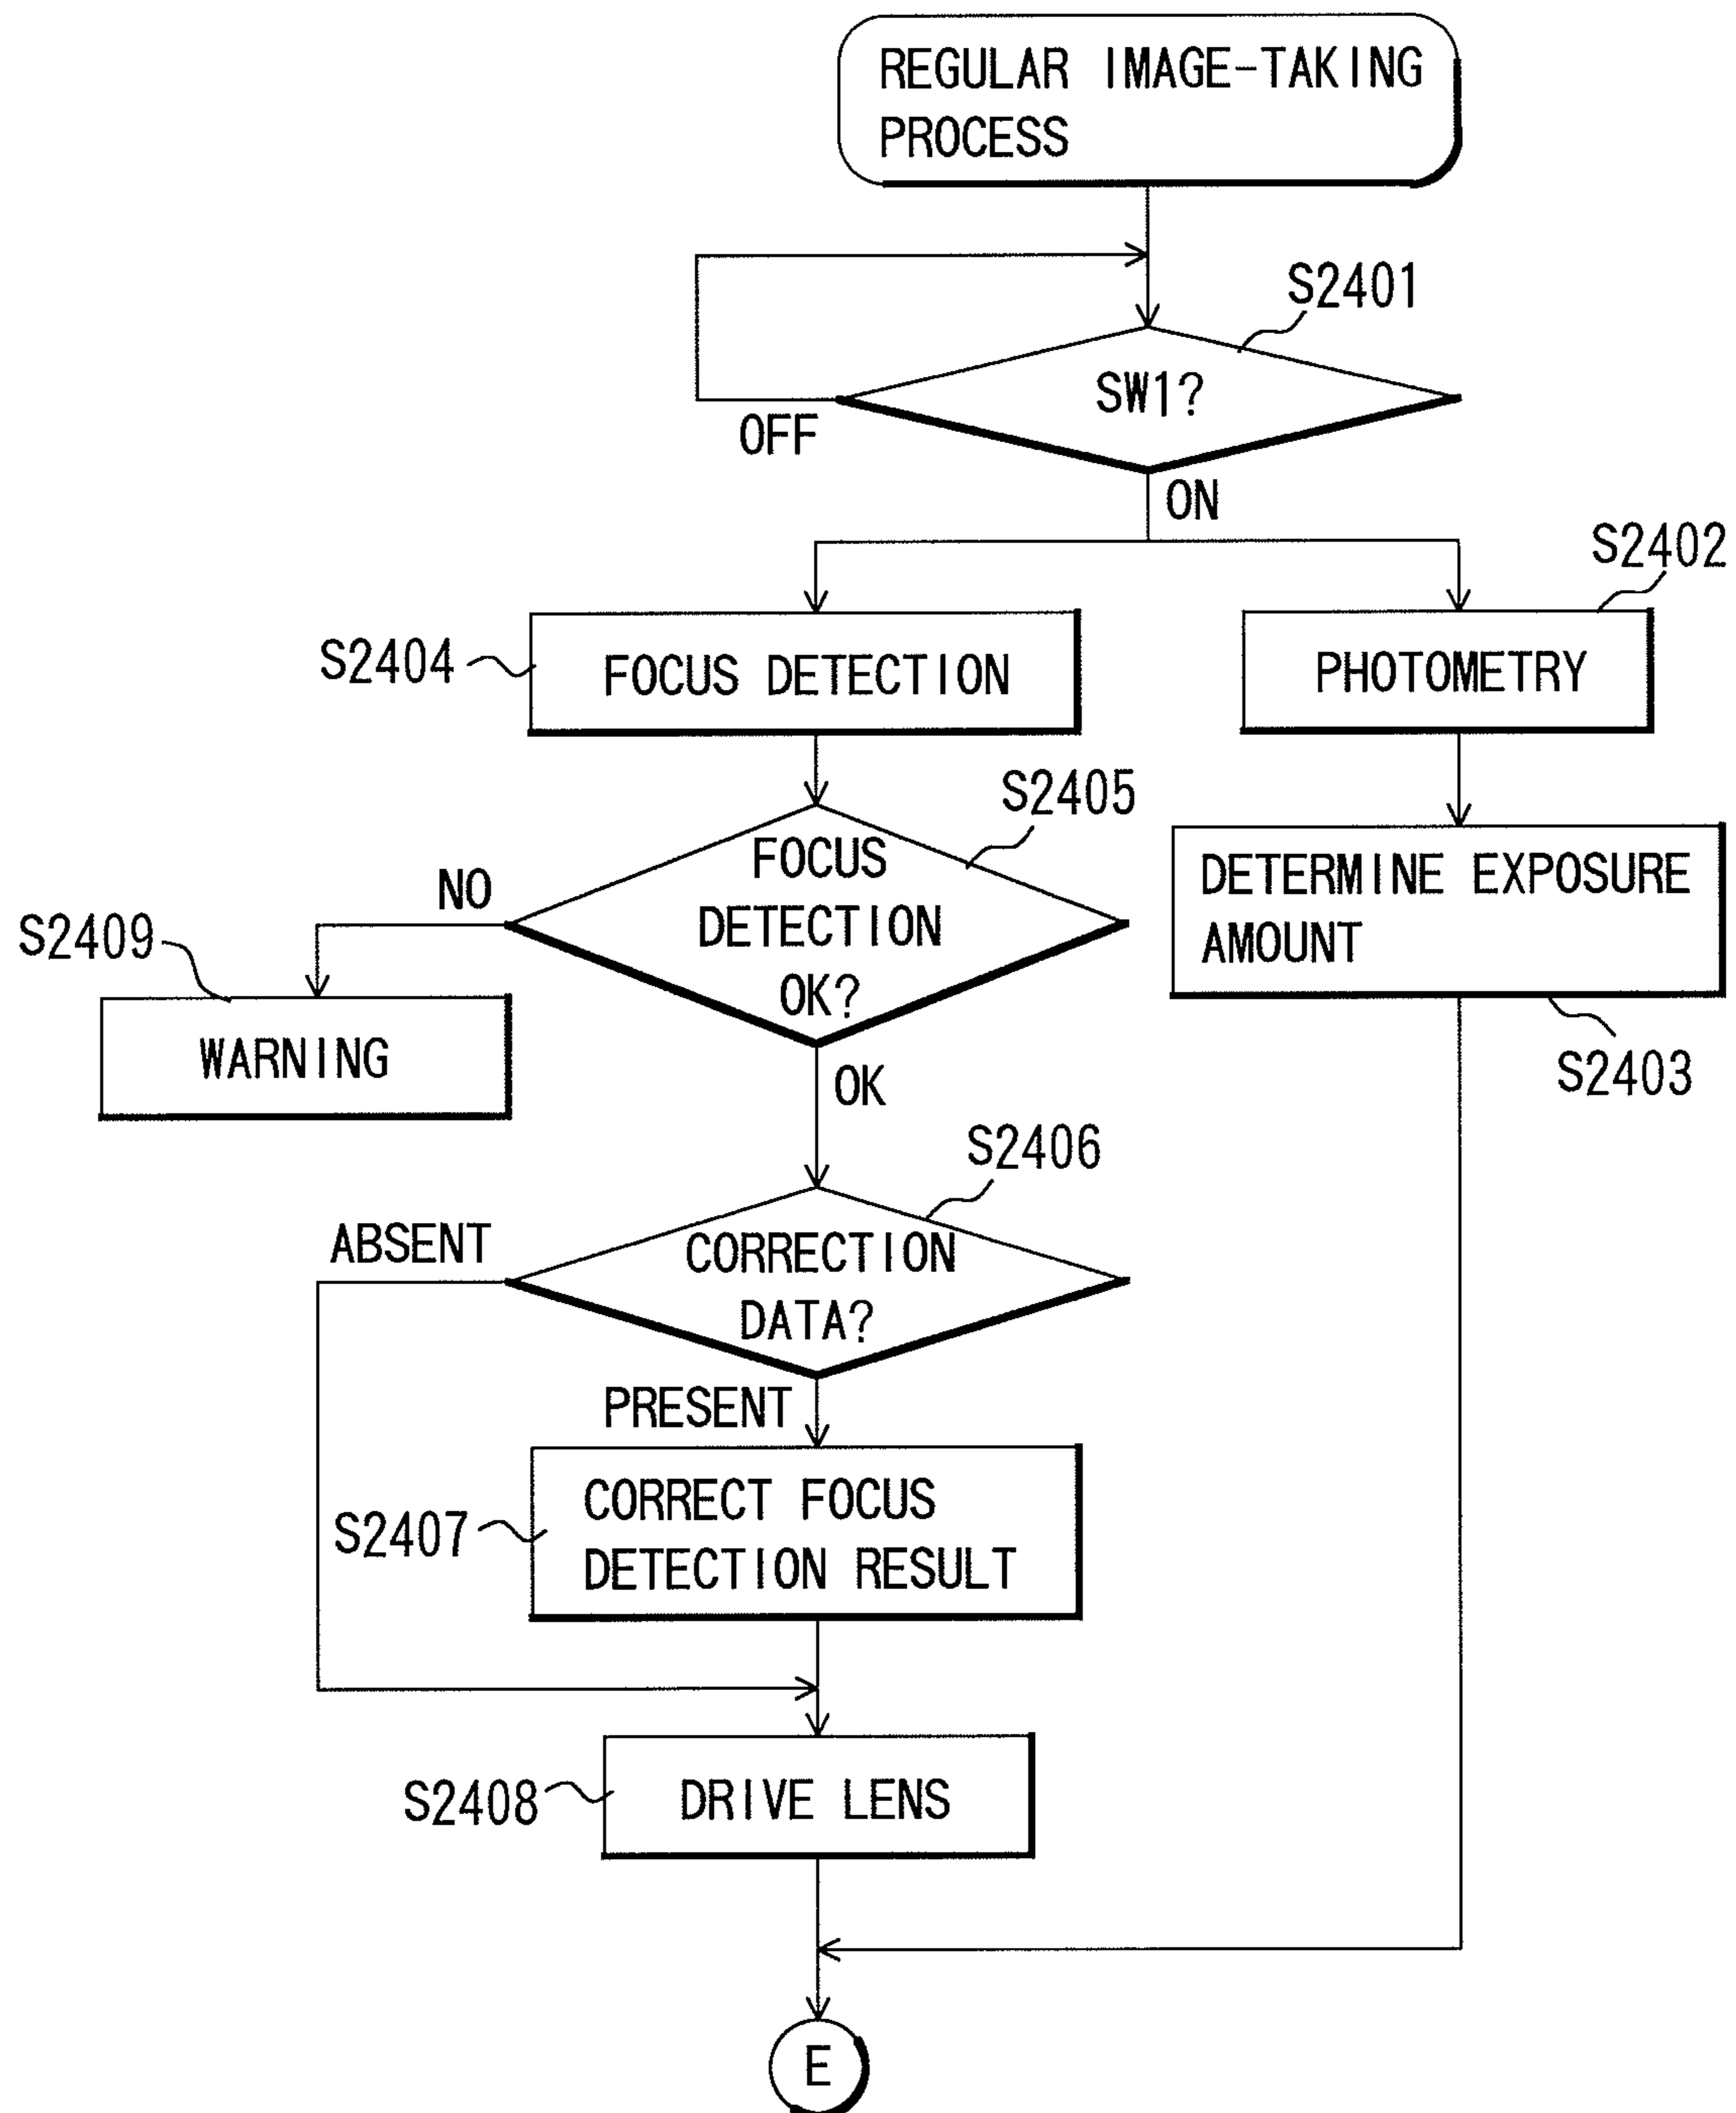 REGULAR IMAGE-TAKING
PROCESS
S2401
SW1?
OFF
ON
S2402
S2404
FOCUS DETECTION
PHOTOMETRY
S2405
FOCUS
DETECTION
OK?
NO
S2409
WARNING
DETERMINE EXPOSURE
AMOUNT
S2403
OK
S2406
ABSENT
CORRECTION
DATA?
PRESENT
S2407
CORRECT FOCUS
DETECTION RESULT
S2408
DRIVE LENS
E